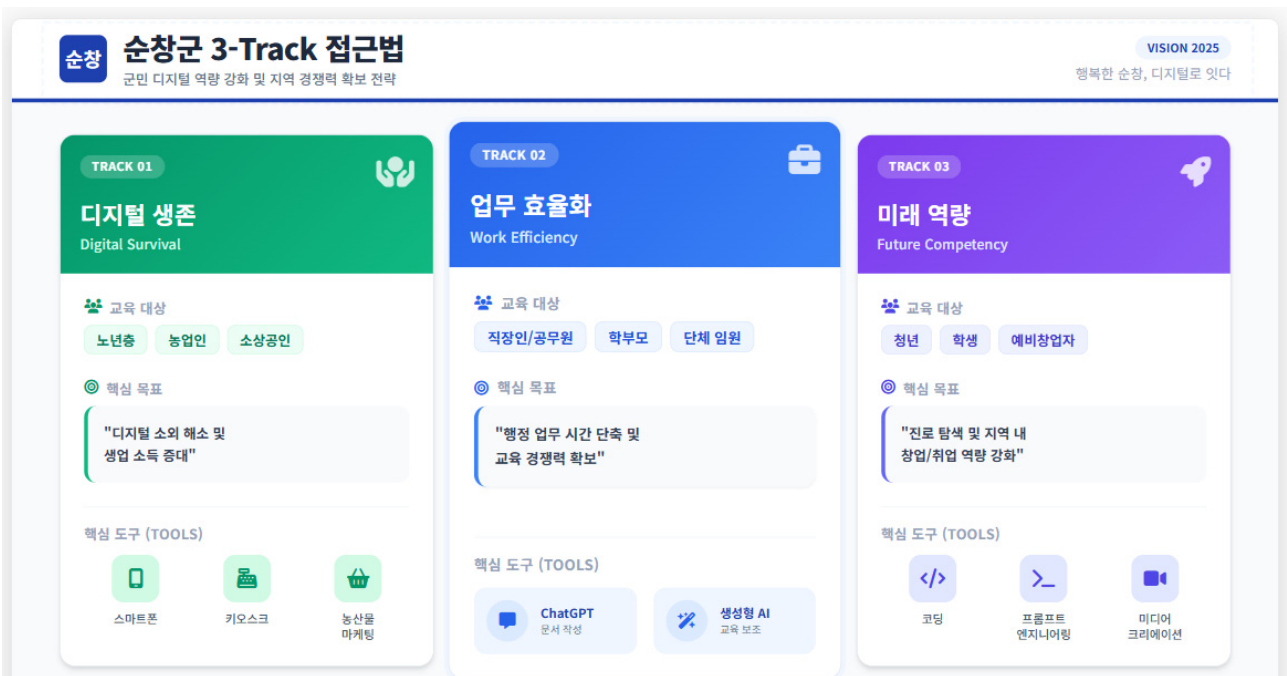 순창
순창군 3-Track 접근법
군민 디지털 역량 강화 및 지역 경쟁력 확보 전략
VISION 2025
행복한 순창, 디지털로 잇다
TRACK 01
디지털 생존
Digital Survival
교육 대상
노년층 농업인 소상공인
핵심 목표
"디지털 소외 해소 및
생업 소득 증대"
핵심 도구 (TOOLS)
스마트폰
키오스크
농산물
마케팅
TRACK 02
업무 효율화
Work Efficiency
교육 대상
직장인/공무원 학부모 단체 임원
핵심 목표
"행정 업무 시간 단축 및
교육 경쟁력 확보"
핵심 도구 (TOOLS)
ChatGPT
문서 작성
생성형 AI
교육 보조
TRACK 03
미래 역량
Future Competency
교육 대상
청년 학생 예비창업자
핵심 목표
"진로 탐색 및 지역 내
창업/취업 역량 강화"
핵심 도구 (TOOLS)
코딩
프롬프트
엔지니어링
미디어
크리에이션